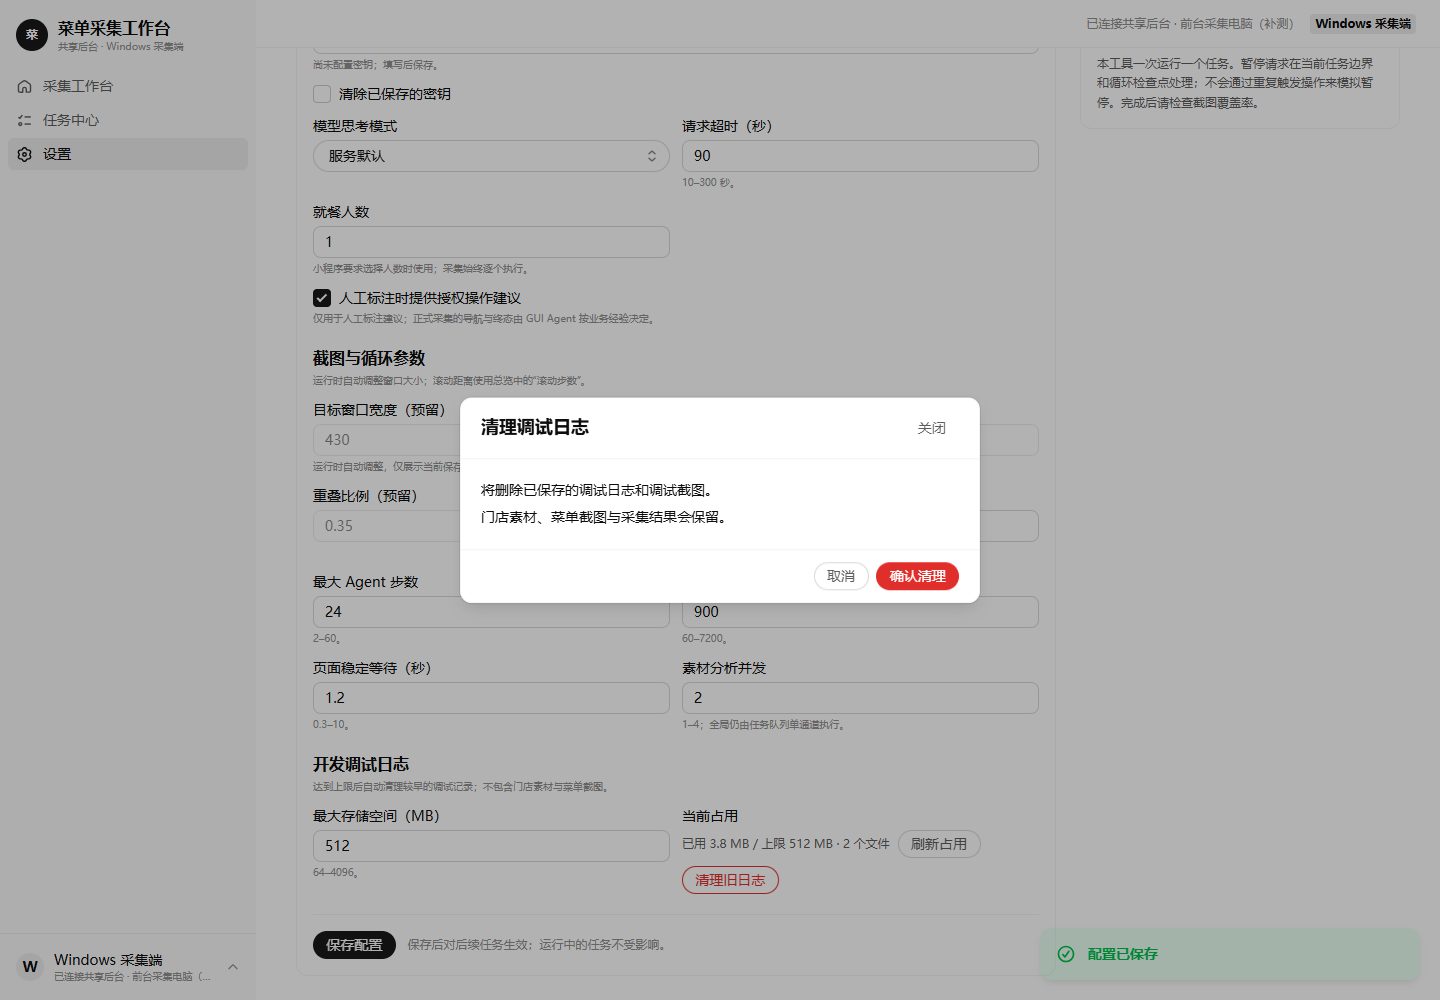 菜
菜单采集工作台
共享后台 · Windows 采集端
采集工作台
任务中心
设置
Windows 采集端
已连接共享后台 · 前台采集电脑（...
W
已连接共享后台 · 前台采集电脑（补测）
Windows 采集端
本工具一次运行一个任务。暂停请求在当前任务边界
和循环检查点处理；不会通过重复触发操作来模拟暂
停。完成后请检查截图覆盖率。
尚未配置密钥；填写后保存。
清除已保存的密钥
模型思考模式
服务默认
请求超时（秒）
90
10–300 秒。
就餐人数
1
小程序要求选择人数时使用；采集始终逐个执行。
人工标注时提供授权操作建议
仅用于人工标注建议；正式采集的导航与终态由 GUI Agent 按业务经验决定。
截图与循环参数
运行时自动调整窗口大小；滚动距离使用总览中的“滚动步数”。
目标窗口宽度（预留）
430
运行时自动调整，仅展示当前保存
重叠比例（预留）
0.35
清理调试日志
关闭
将删除已保存的调试日志和调试截图。
门店素材、菜单截图与采集结果会保留。
取消
确认清理
最大 Agent 步数
24
2–60。
900
60–7200。
页面稳定等待（秒）
1.2
0.3–10。
素材分析并发
2
1–4；全局仍由任务队列单通道执行。
开发调试日志
达到上限后自动清理较早的调试记录；不包含门店素材与菜单截图。
最大存储空间（MB）
512
64–4096。
当前占用
已用 3.8 MB / 上限 512 MB · 2 个文件
刷新占用
清理旧日志
保存配置
保存后对后续任务生效；运行中的任务不受影响。
配置已保存